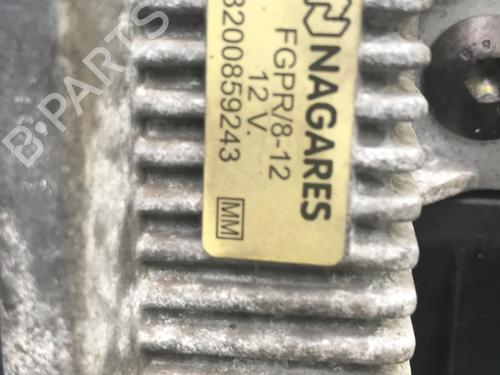 NAGARES
FGPR/8-12
12 V.
8200859243
MM
B-PARTS